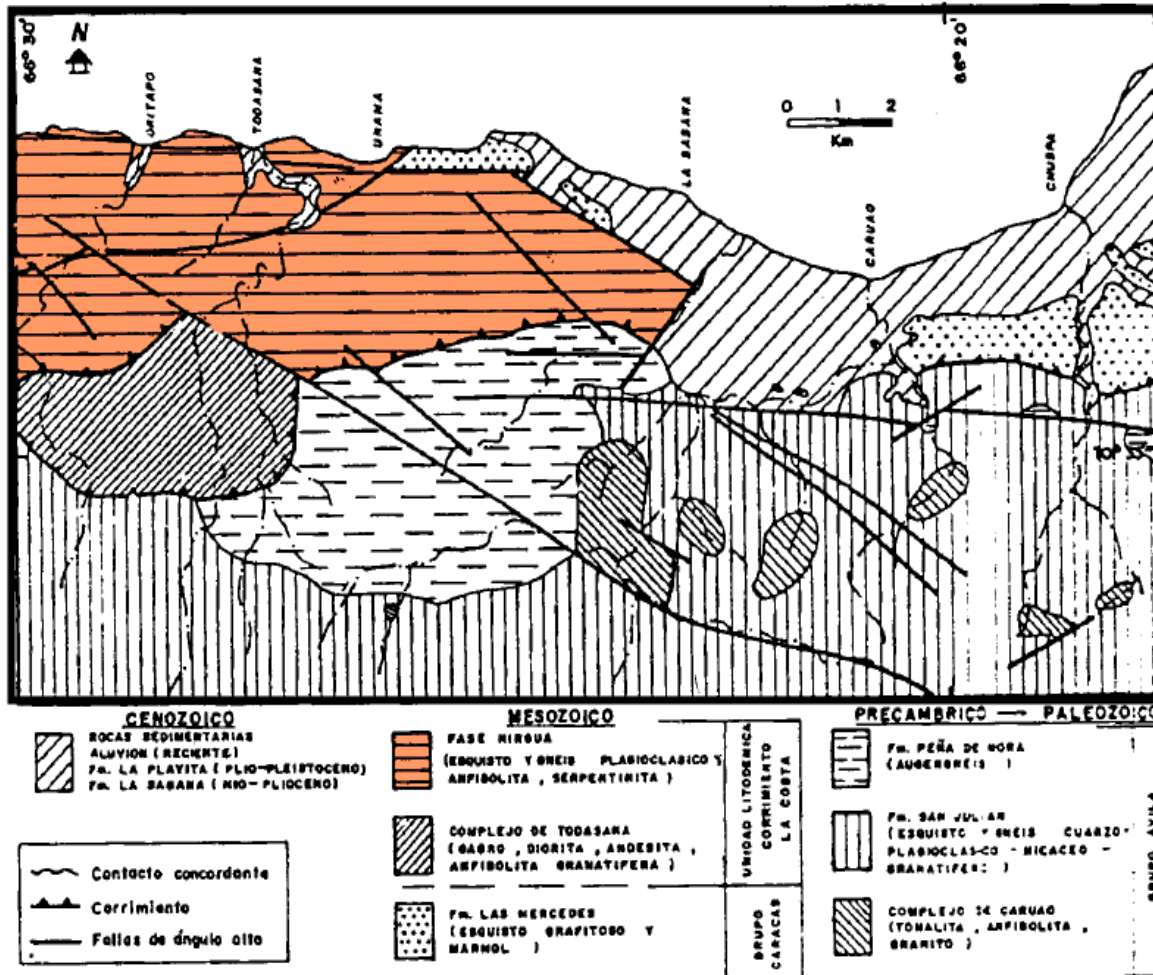 66° 30'
N
66° 20'
ORITAPO
TODASANA
URAMA
LA SABANA
CARUAO
CHUSPA
0 1 2
Km
CENOZOICO
ROCAS SEDIMENTARIAS
ALUVION (RECIENTE)
Fm. LA PLAYITA (PLIO-PLEISTOCENO)
Fm. LA SABANA (MIO-PLIOCENO)
Contacto concordante
Corrimiento
Fallas de ángulo alto
MESOZOICO
FASE NIRGUA
(ESQUISTO Y GNEIS PLAGIOCLASICO Y
ANFIBOLITA, SERPENTINITA)
COMPLEJO DE TODASANA
(GABRO, DIORITA, ANDESITA,
ANFIBOLITA GRANATIFERA)
Fm. LAS MERCEDES
(ESQUISTO GRAFITOSO Y
MARMOL)
UNIDAD LITODEMICA
CORRIMIENTO
LA COSTA
GRUPO
CARACAS
PRECAMBRICO → PALEOZOICO
Fm. PEÑA DE MORA
(AUGENGNEIS)
Fm. SAN JULIAN
(ESQUISTO Y GNEIS CUARZO-
PLAGIOCLASICO - MICACEO -
GRANATIFERO)
COMPLEJO DE CARUAO
(TONALITA, ANFIBOLITA,
GRANITO)